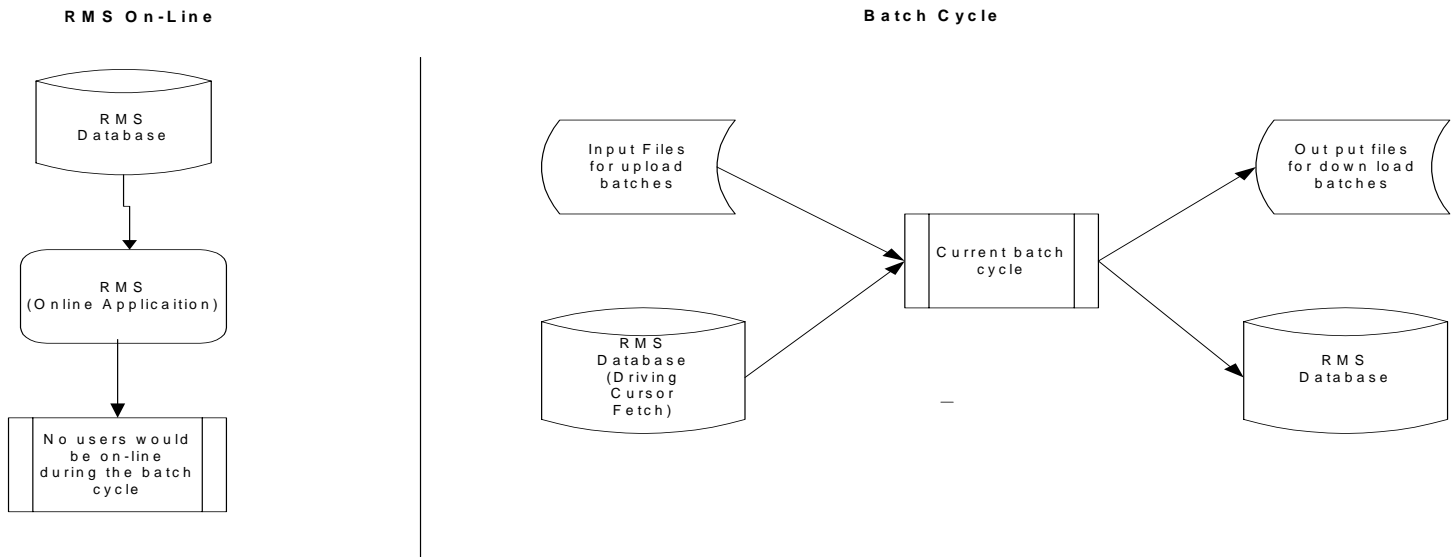 RMS On-Line
Batch Cycle
RMS
Database
RMS
(Online Applicaition)
No users would
be on-line
during the batch
cycle
Input Files
for upload
batches
RMS
Database
(Driving
Cursor
Fetch)
Current batch
cycle
Output files
for down load
batches
RMS
Database